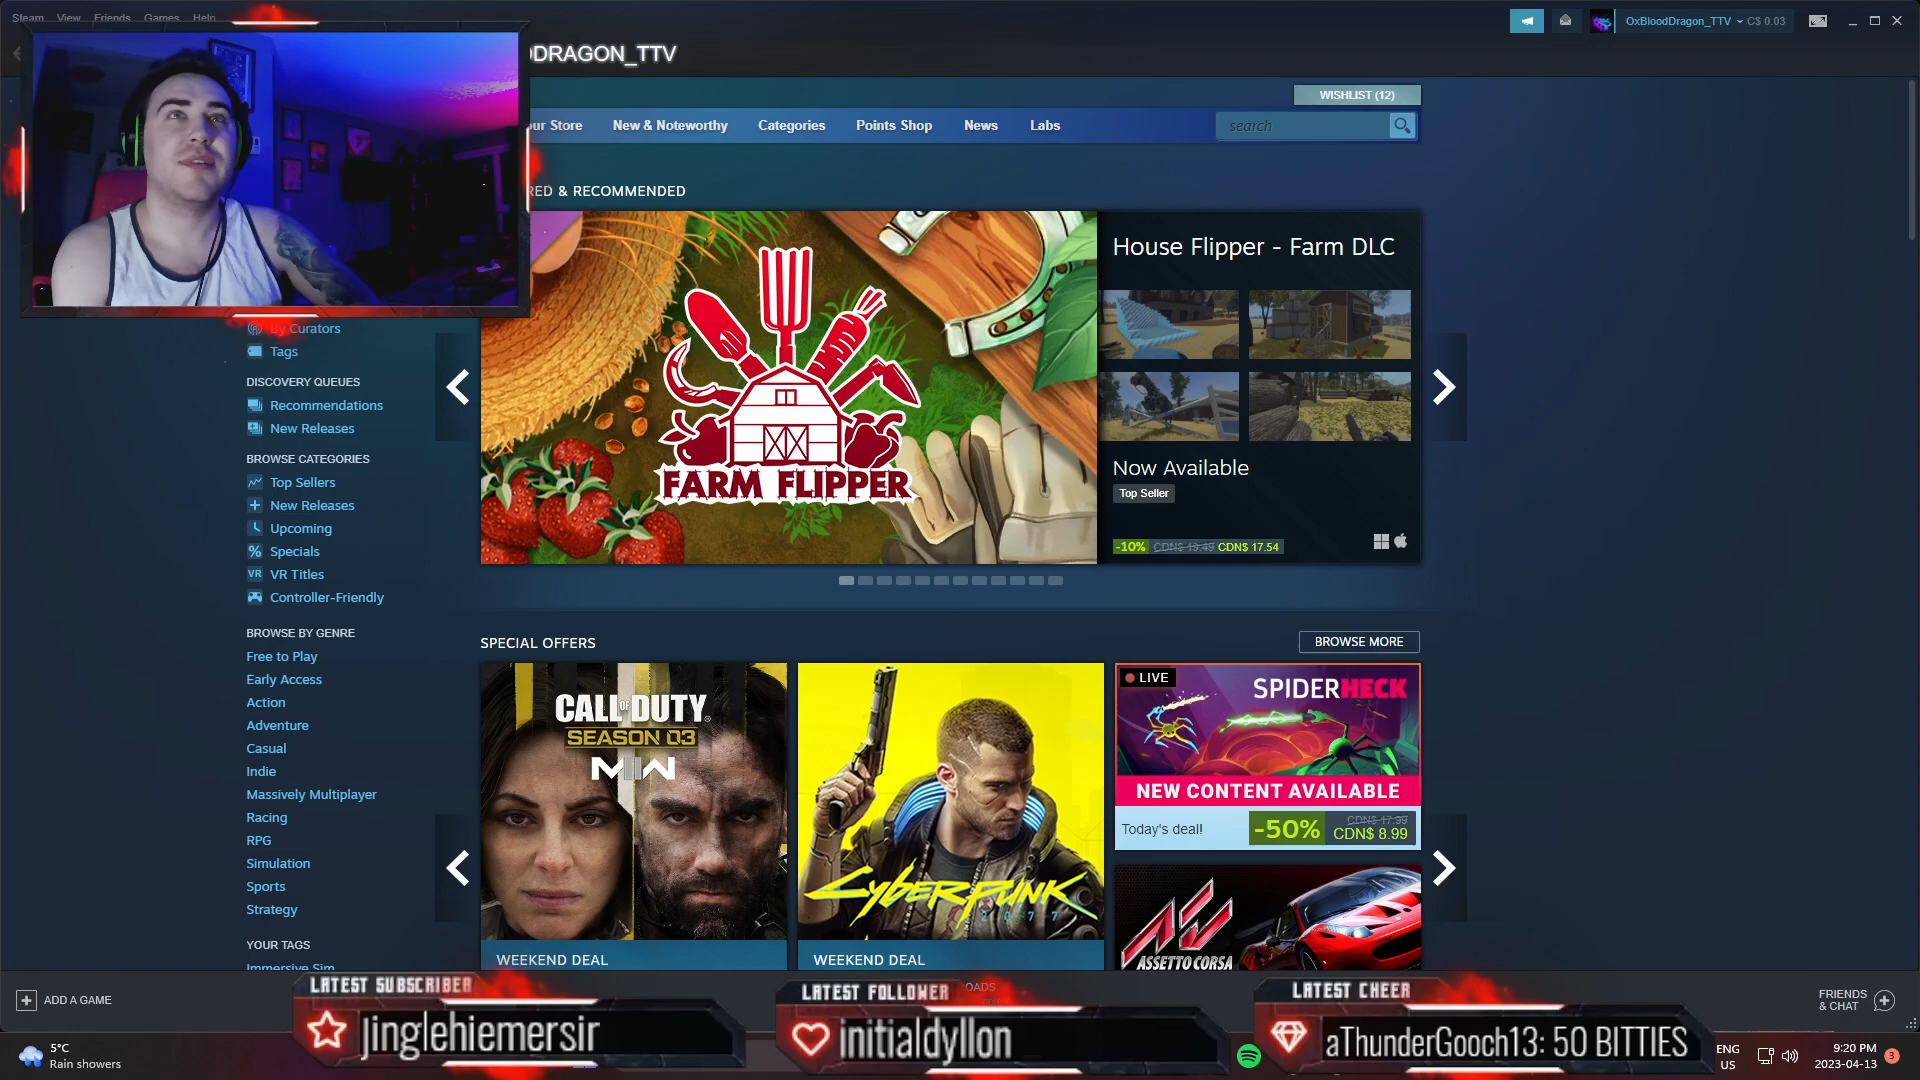 Steam View Friends Games Help
OxBloodDragon_TTV C$ 0.03
DRAGON_TTV
WISHLIST (12)
ur Store New & Noteworthy Categories Points Shop News Labs
search
RED & RECOMMENDED
House Flipper - Farm DLC
FARM FLIPPER
Now Available
Top Seller
-10% CDN$ 19.49 CDN$ 17.54
By Curators
Tags
DISCOVERY QUEUES
Recommendations
New Releases
BROWSE CATEGORIES
Top Sellers
New Releases
Upcoming
Specials
VR VR Titles
Controller-Friendly
BROWSE BY GENRE
Free to Play
Early Access
Action
Adventure
Casual
Indie
Massively Multiplayer
Racing
RPG
Simulation
Sports
Strategy
YOUR TAGS
Immersive Sim
SPECIAL OFFERS
BROWSE MORE
CALL OF DUTY
SEASON 03
MW
WEEKEND DEAL
CYBERPUNK
2077
WEEKEND DEAL
LIVE
SPIDERHECK
NEW CONTENT AVAILABLE
Today's deal!
-50%
CDN$ 17.99
CDN$ 8.99
ASSETTO CORSA
ADD A GAME
OADS
FRIENDS
& CHAT
LATEST SUBSCRIBER
Jinglehiemersir
LATEST FOLLOWER
initialdyllon
LATEST CHEER
aThunderGooch13: 50 BITTIES
5°C
Rain showers
ENG
US
9:20 PM
2023-04-13
3